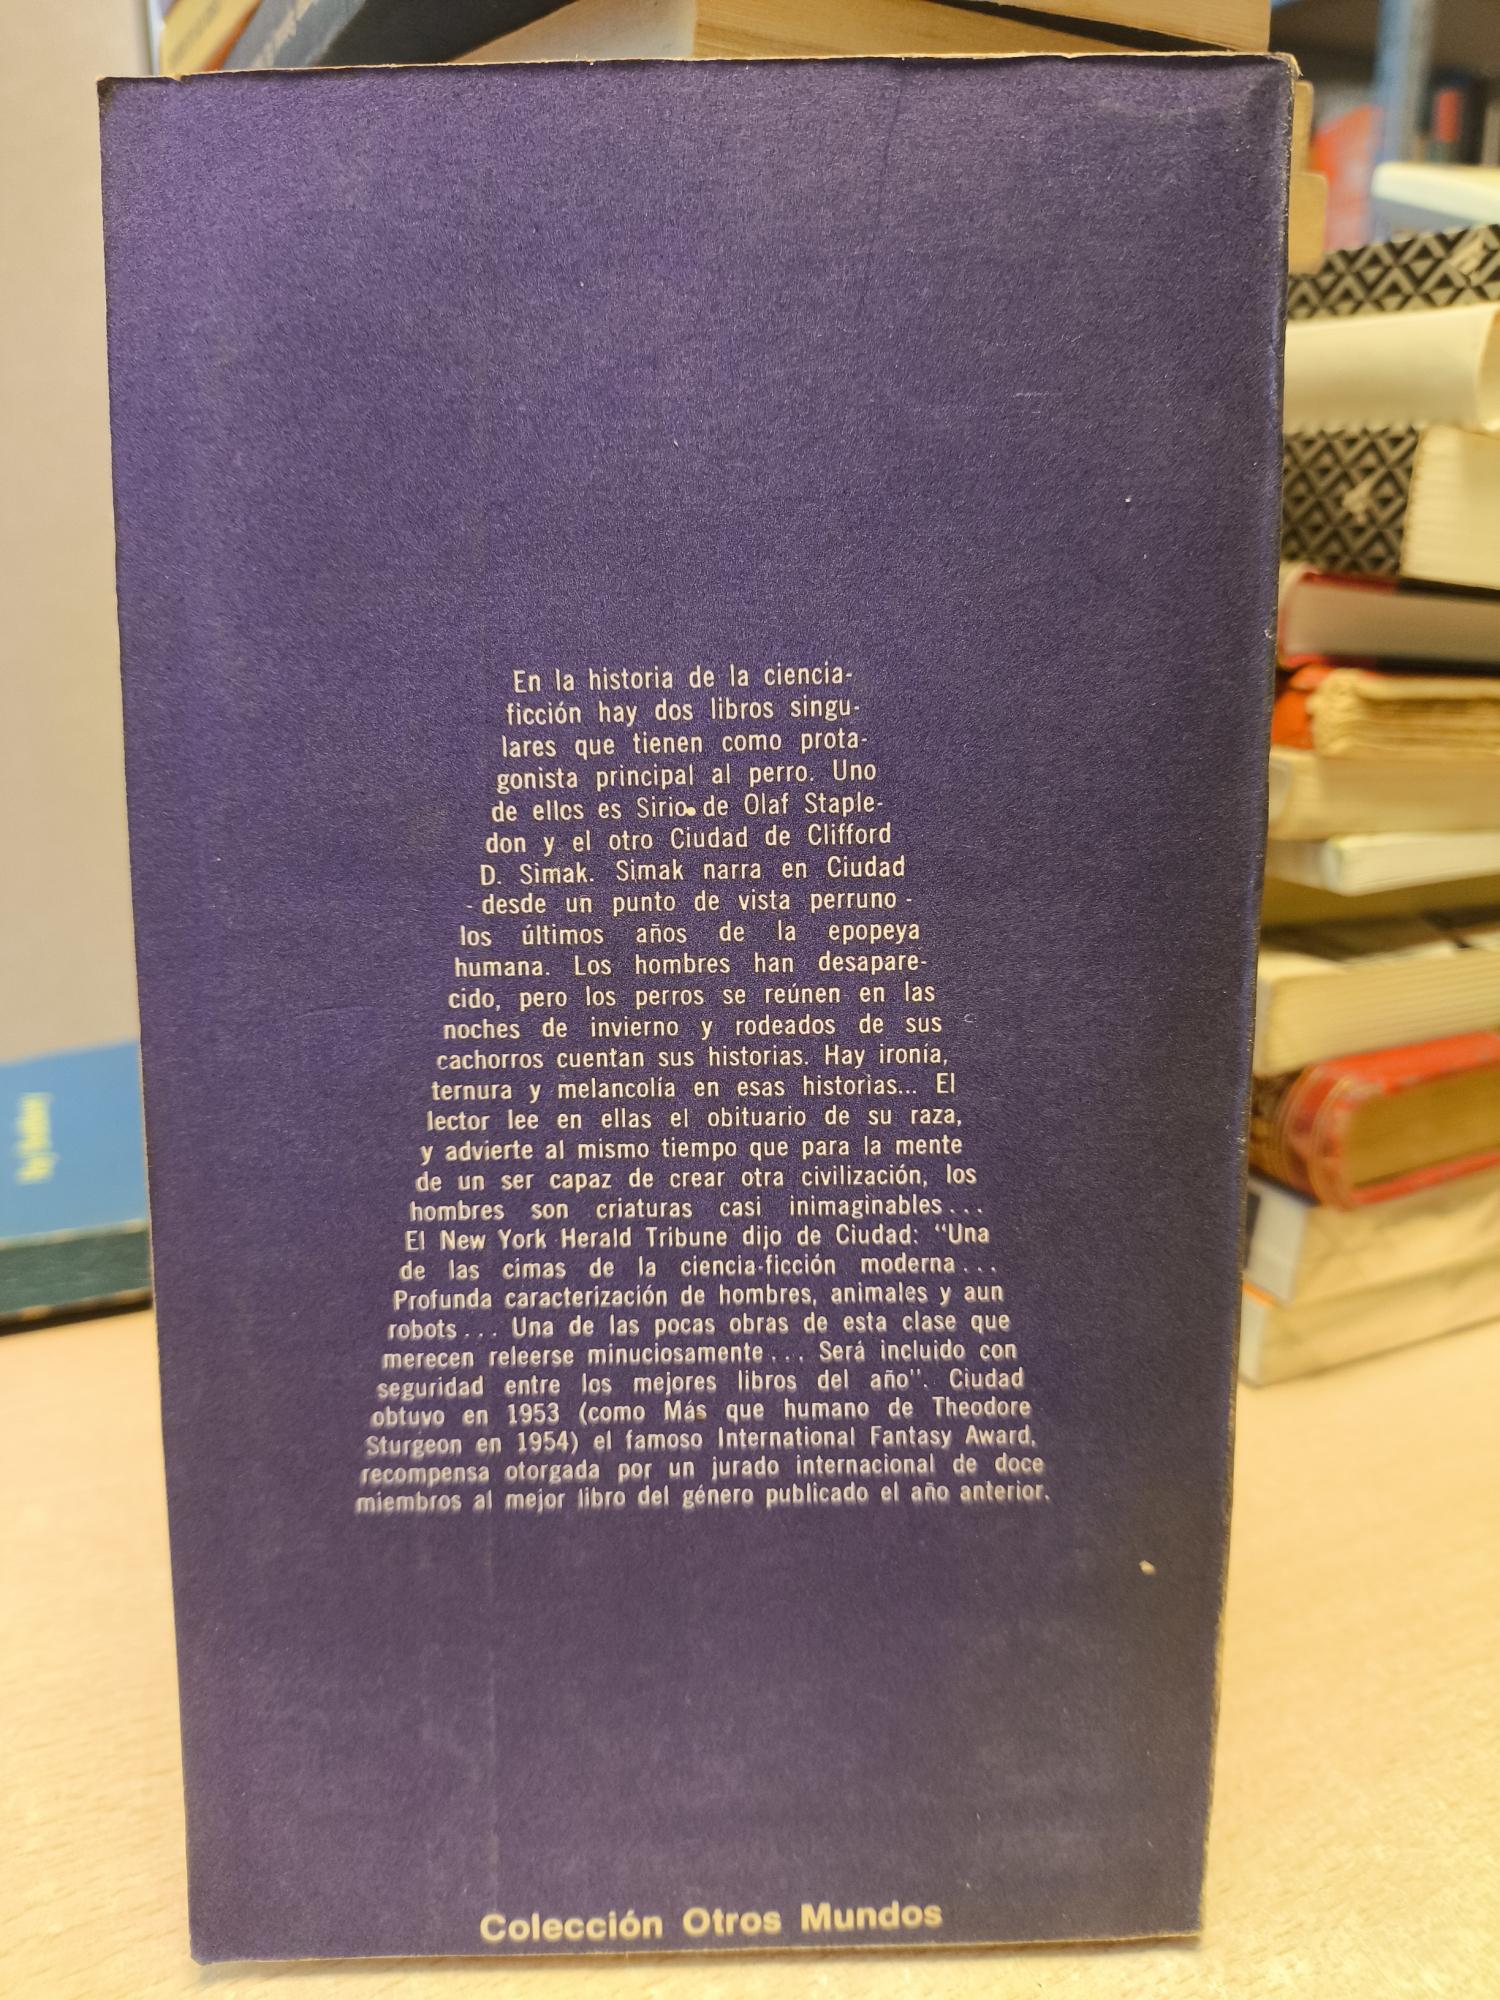 En la historia de la ciencia-
ficción hay dos libros singu-
lares que tienen como prota-
gonista principal al perro. Uno
de ellos es Sirio de Olaf Staple-
don y el otro Ciudad de Clifford
D. Simak. Simak narra en Ciudad
- desde un punto de vista perruno -
los últimos años de la epopeya
humana. Los hombres han desapare-
cido, pero los perros se reúnen en las
noches de invierno y rodeados de sus
cachorros cuentan sus historias. Hay ironía,
ternura y melancolía en esas historias... El
lector lee en ellas el obituario de su raza,
y advierte al mismo tiempo que para la mente
de un ser capaz de crear otra civilización, los
hombres son criaturas casi inimaginables...
El New York Herald Tribune dijo de Ciudad: "Una
de las cimas de la ciencia-ficción moderna...
Profunda caracterización de hombres, animales y aun
robots... Una de las pocas obras de esta clase que
merecen releerse minuciosamente... Será incluido con
seguridad entre los mejores libros del año". Ciudad
obtuvo en 1953 (como Más que humano de Theodore
Sturgeon en 1954) el famoso International Fantasy Award,
recompensa otorgada por un jurado internacional de doce
miembros al mejor libro del género publicado el año anterior.
Colección Otros Mundos